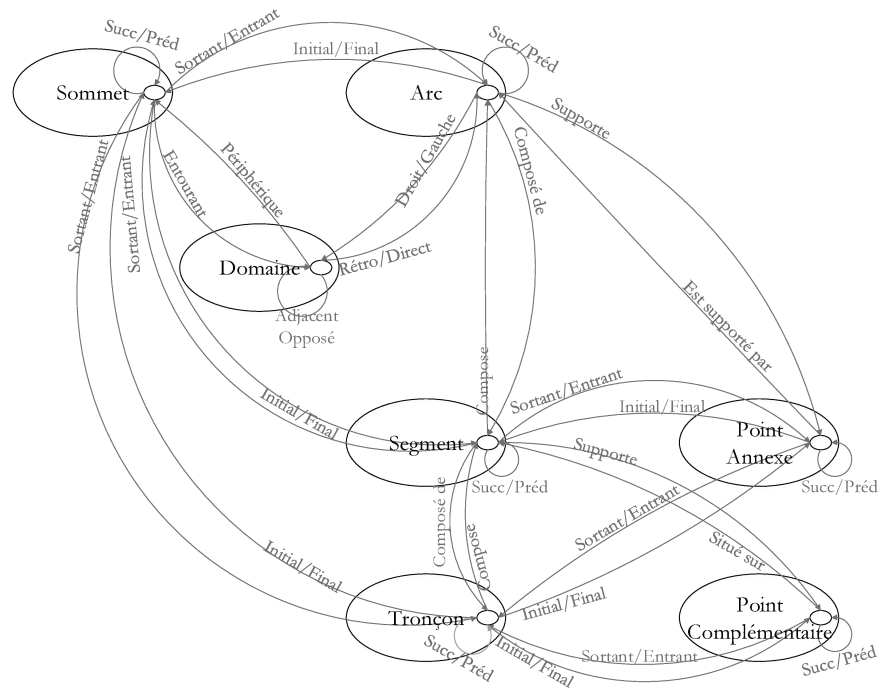 Succ/Préd
Sortant/Entrant
Initial/Final
Succ/Préd
Sommet
Arc
Supporte
Sortant/Entrant
Sortant/Entrant
Entourant
Périphérique
Droit/Gauche
Composé de
Domaine
Rétro/Direct
Adjacent
Opposé
Est supporté par
Compose
Sortant/Entrant
Initial/Final
Initial/Final
Segment
Point
Annexe
Supporte
Succ/Préd
Succ/Préd
Composé de
Compose
Sortant/Entrant
Situé sur
Initial/Final
Initial/Final
Tronçon
Point
Complémentaire
Succ/Préd
Initial/Final
Sortant/Entrant
Succ/Préd